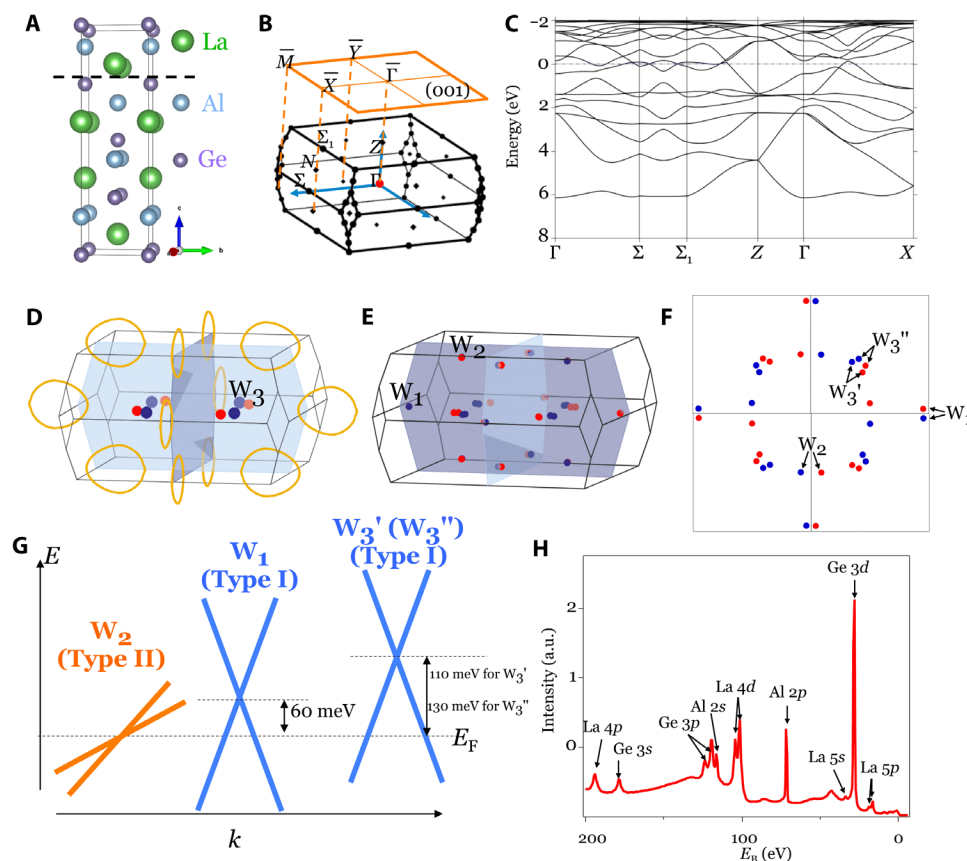 A
La
Al
Ge
c
b
B
M̅
Y̅
X̅
Γ̅
(001)
Σ₁
Z
N
Σ
Γ
C
Energy (eV)
−2
0
2
4
6
8
Γ
Σ
Σ₁
Z
Γ
X
D
W₃
E
W₂
W₁
F
W₃"
W₃'
W₁
W₂
G
E
W₂
(Type II)
W₁
(Type I)
W₃' (W₃")
(Type I)
60 meV
110 meV for W₃'
130 meV for W₃"
E_F
k
H
Intensity (a.u.)
2
0
La 4p
Ge 3s
Ge 3p
Al 2s
La 4d
Al 2p
Ge 3d
La 5s
La 5p
200
100
0
E_B (eV)